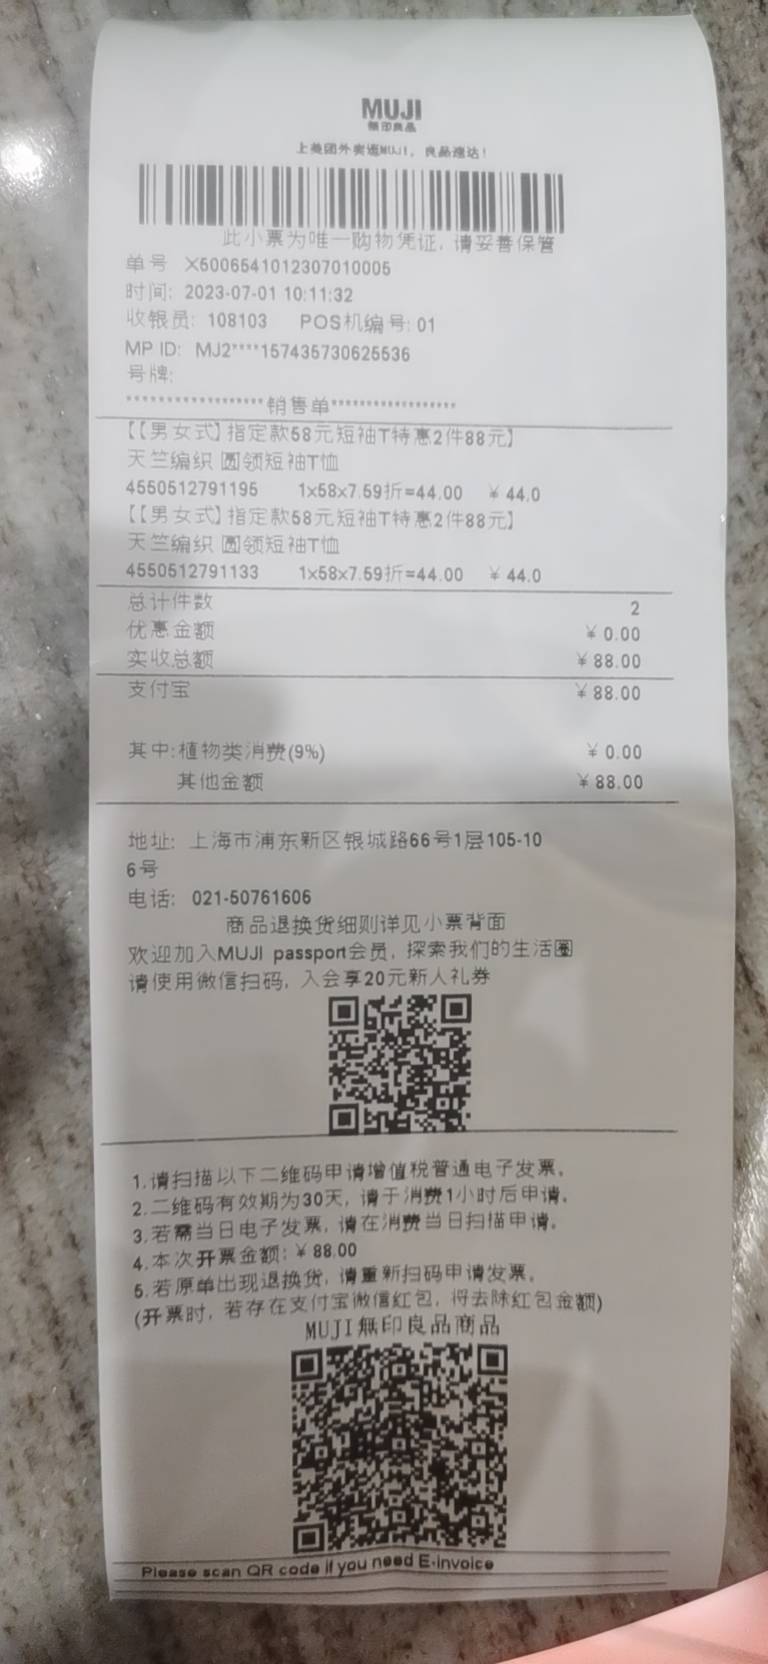 MUJI
無印良品
上美团外卖逛MUJI，良品速达！
此小票为唯一购物凭证，请妥善保管
单号 X6006541012307010006
时间: 2023-07-01 10:11:32
收银员: 108103 POS机编号: 01
MP ID: MJ2****157435730625536
号牌:
******************销售单******************
【【男女式】指定款58元短袖T特惠2件88元】
天竺编织 圆领短袖T恤
4550512791195 1x58x7.59折=44.00 ¥ 44.0
【【男女式】指定款58元短袖T特惠2件88元】
天竺编织 圆领短袖T恤
4550512791133 1x58x7.59折=44.00 ¥ 44.0
总计件数 2
优惠金额 ¥ 0.00
实收总额 ¥ 88.00
支付宝 ¥ 88.00
其中:植物类消费(9%) ¥ 0.00
其他金额 ¥ 88.00
地址: 上海市浦东新区银城路66号1层105-10
6号
电话: 021-50761606
商品退换货细则详见小票背面
欢迎加入MUJI passport会员, 探索我们的生活圈
请使用微信扫码, 入会享20元新人礼券
1.请扫描以下二维码申请增值税普通电子发票。
2.二维码有效期为30天, 请于消费1小时后申请。
3.若需当日电子发票, 请在消费当日扫描申请。
4.本次开票金额: ¥ 88.00
5.若原单出现退换货, 请重新扫码申请发票。
(开票时, 若存在支付宝微信红包, 将去除红包金额)
MUJI無印良品商品
Please scan QR code if you need E-invoice